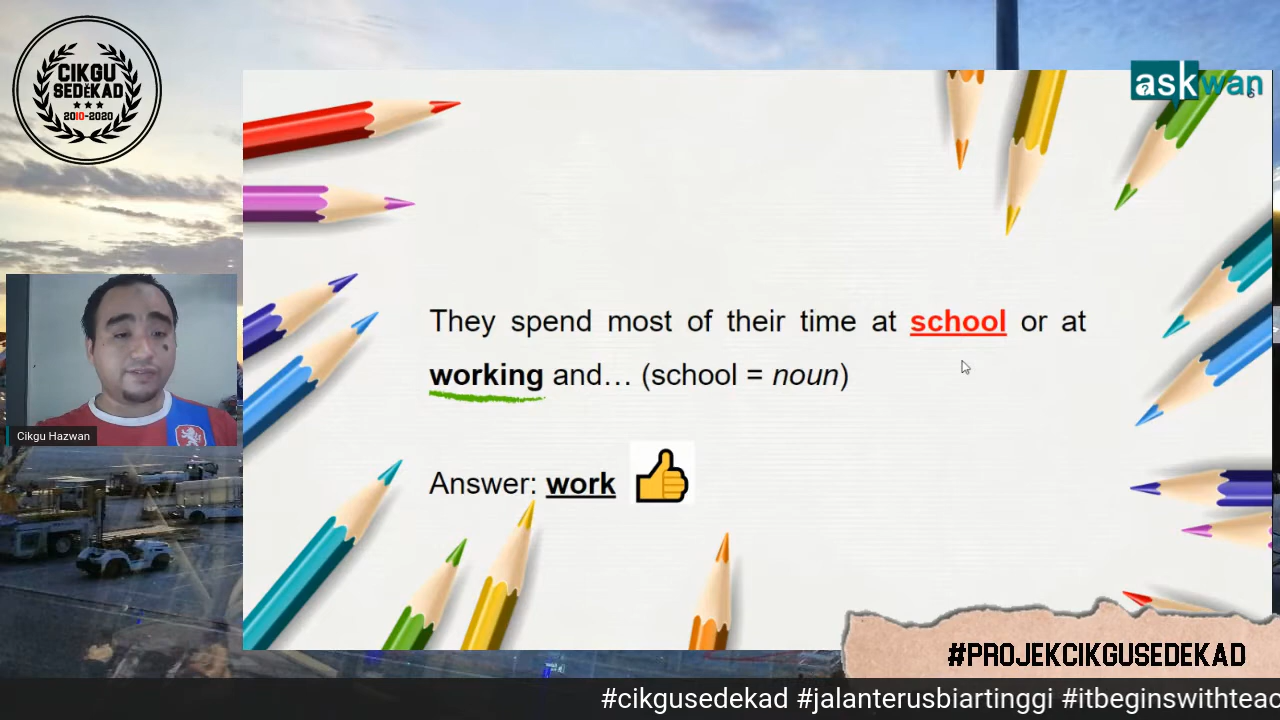 CIKGU
SEDĕKAD
2010-2020
askwan
They spend most of their time at school or at
working and… (school = noun)
Answer: work
Cikgu Hazwan
#PROJEKCIKGUSEDEKAD
#cikgusedekad #jalanterusbiartinggi #itbeginswithteac